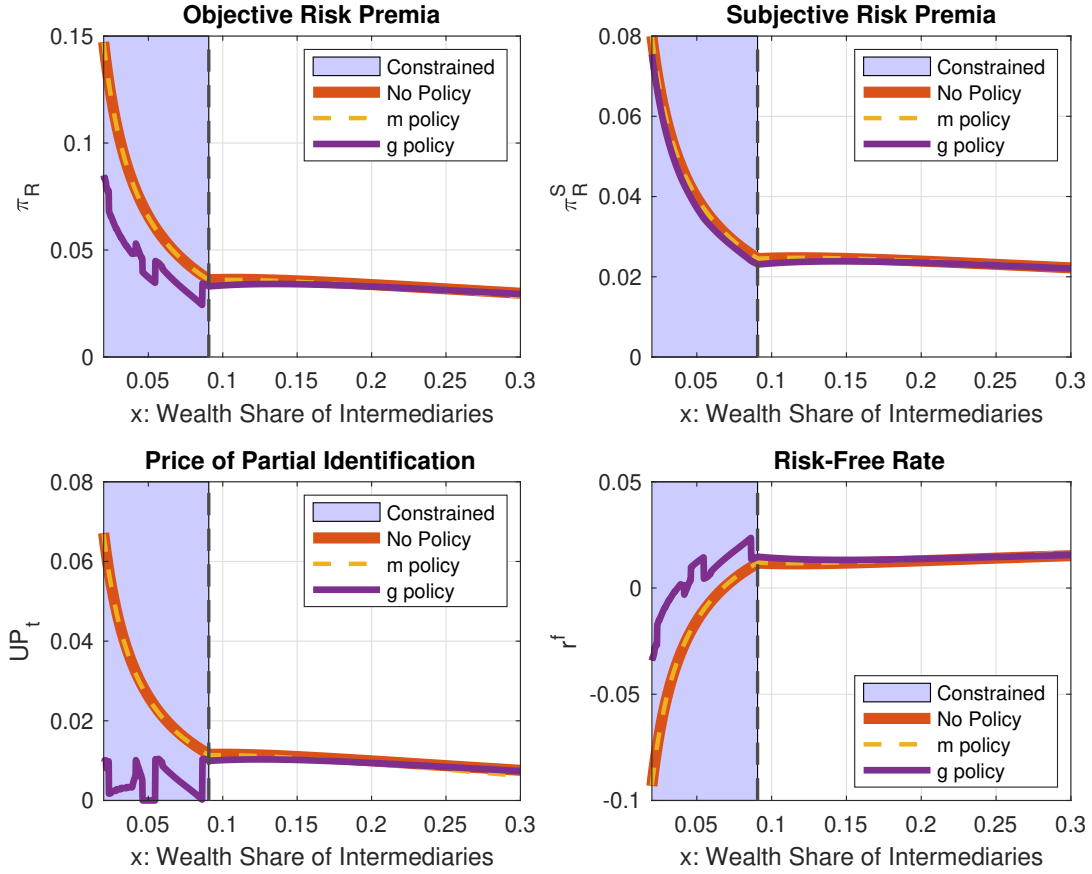 Objective Risk Premia
0.15
0.1
0.05
0
π_R
Constrained
No Policy
m policy
g policy
0.05
0.1
0.15
0.2
0.25
0.3
x: Wealth Share of Intermediaries
Subjective Risk Premia
0.08
0.06
0.04
0.02
0
π_R^S
Constrained
No Policy
m policy
g policy
0.05
0.1
0.15
0.2
0.25
0.3
x: Wealth Share of Intermediaries
Price of Partial Identification
0.08
0.06
0.04
0.02
0
UP_t
Constrained
No Policy
m policy
g policy
0.05
0.1
0.15
0.2
0.25
0.3
x: Wealth Share of Intermediaries
Risk-Free Rate
0.05
0
-0.05
-0.1
r^f
Constrained
No Policy
m policy
g policy
0.05
0.1
0.15
0.2
0.25
0.3
x: Wealth Share of Intermediaries